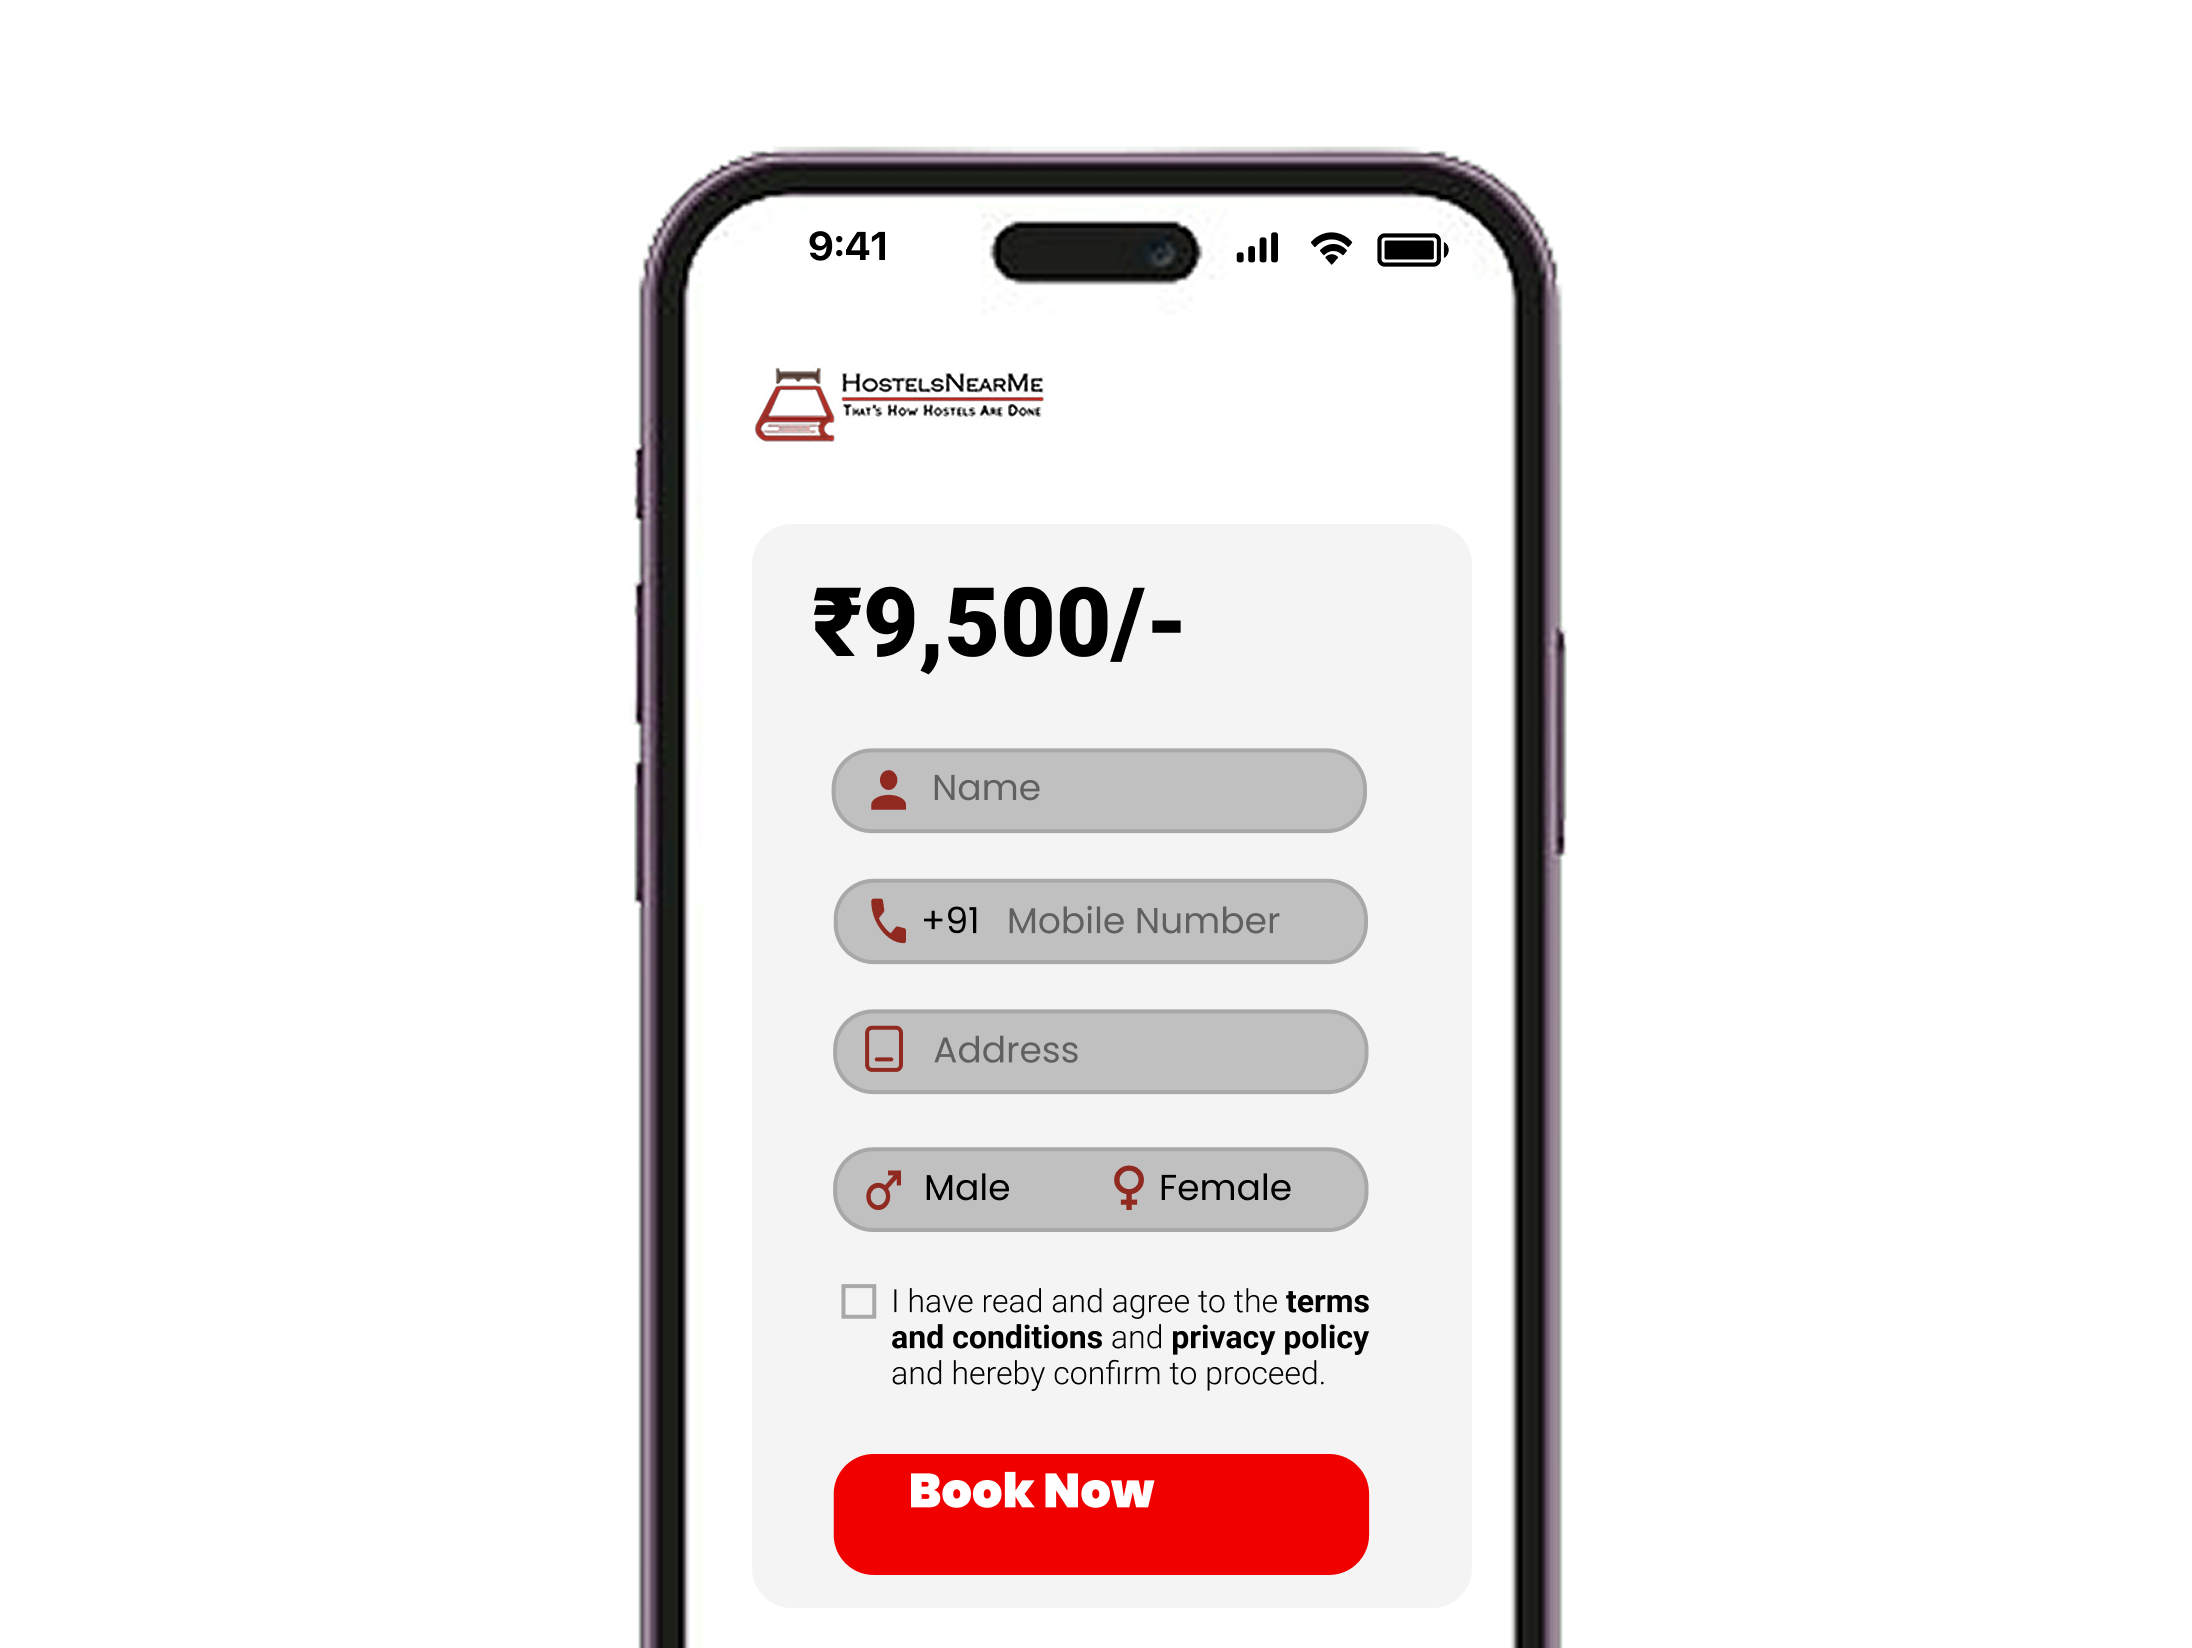 9:41
HostelsNearMe
That's How Hostels Are Done
₹9,500/-
Name
+91 Mobile Number
Address
Male Female
I have read and agree to the terms
and conditions and privacy policy
and hereby confirm to proceed.
Book Now